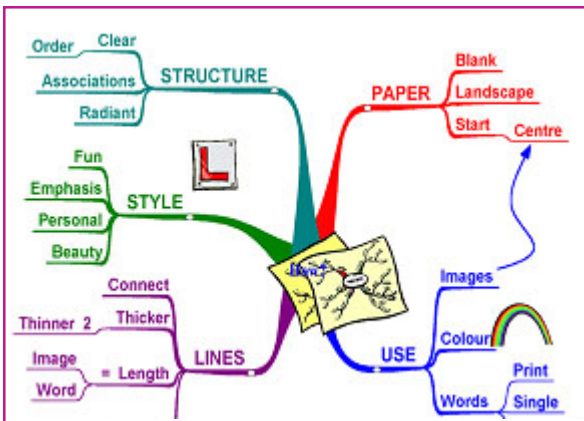 STRUCTURE
Clear
Order
Associations
Radiant
PAPER
Blank
Landscape
Start
Centre
L
STYLE
Fun
Emphasis
Personal
Beauty
LINES
Connect
Thicker
Thinner 2
= Length
Image
Word
USE
Images
Colour
Words
Print
Single